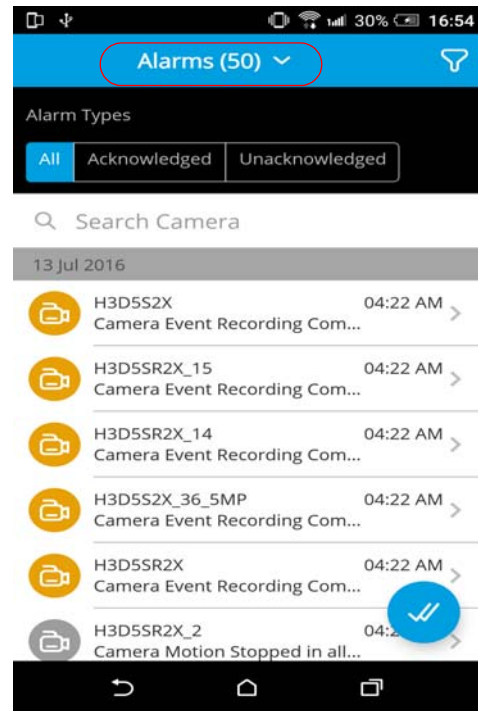 30% 16:54
Alarms (50)
Alarm Types
All Acknowledged Unacknowledged
Search Camera
13 Jul 2016
H3D5S2X 04:22 AM
Camera Event Recording Com...
H3D5SR2X_15 04:22 AM
Camera Event Recording Com...
H3D5SR2X_14 04:22 AM
Camera Event Recording Com...
H3D5S2X_36_5MP 04:22 AM
Camera Event Recording Com...
H3D5SR2X 04:22 AM
Camera Event Recording Com...
H3D5SR2X_2
Camera Motion Stopped in all...